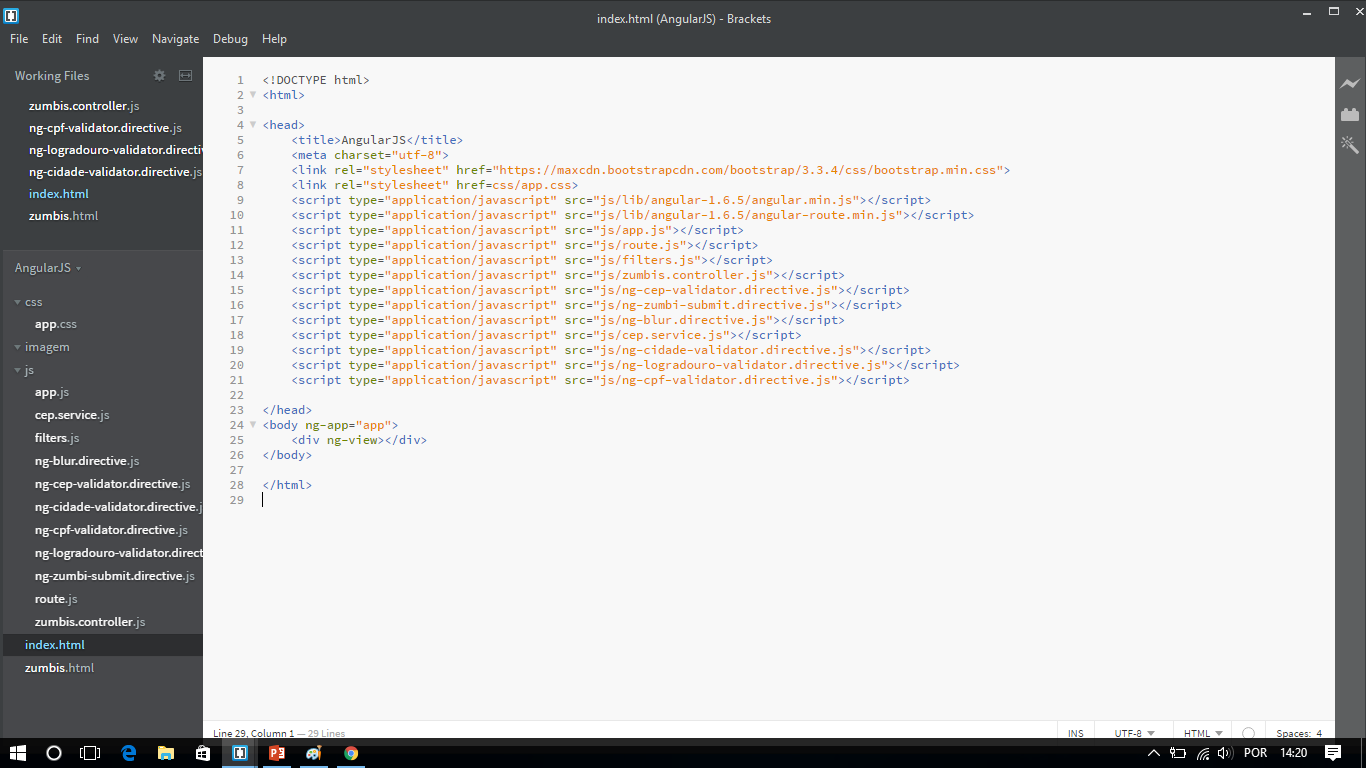 index.html (AngularJS) - Brackets
File Edit Find View Navigate Debug Help
Working Files
zumbis.controller.js
ng-cpf-validator.directive.js
ng-logradouro-validator.directiv
ng-cidade-validator.directive.js
index.html
zumbis.html
AngularJS
css
app.css
imagem
js
app.js
cep.service.js
filters.js
ng-blur.directive.js
ng-cep-validator.directive.js
ng-cidade-validator.directive.j
ng-cpf-validator.directive.js
ng-logradouro-validator.direct
ng-zumbi-submit.directive.js
route.js
zumbis.controller.js
index.html
zumbis.html
1 <!DOCTYPE html>
2 <html>
3
4 <head>
5     <title>AngularJS</title>
6     <meta charset="utf-8">
7     <link rel="stylesheet" href="https://maxcdn.bootstrapcdn.com/bootstrap/3.3.4/css/bootstrap.min.css">
8     <link rel="stylesheet" href=css/app.css>
9     <script type="application/javascript" src="js/lib/angular-1.6.5/angular.min.js"></script>
10     <script type="application/javascript" src="js/lib/angular-1.6.5/angular-route.min.js"></script>
11     <script type="application/javascript" src="js/app.js"></script>
12     <script type="application/javascript" src="js/route.js"></script>
13     <script type="application/javascript" src="js/filters.js"></script>
14     <script type="application/javascript" src="js/zumbis.controller.js"></script>
15     <script type="application/javascript" src="js/ng-cep-validator.directive.js"></script>
16     <script type="application/javascript" src="js/ng-zumbi-submit.directive.js"></script>
17     <script type="application/javascript" src="js/ng-blur.directive.js"></script>
18     <script type="application/javascript" src="js/cep.service.js"></script>
19     <script type="application/javascript" src="js/ng-cidade-validator.directive.js"></script>
20     <script type="application/javascript" src="js/ng-logradouro-validator.directive.js"></script>
21     <script type="application/javascript" src="js/ng-cpf-validator.directive.js"></script>
22
23 </head>
24 <body ng-app="app">
25     <div ng-view></div>
26 </body>
27
28 </html>
29
Line 29, Column 1 — 29 Lines
INS UTF-8 HTML Spaces: 4
POR 14:20